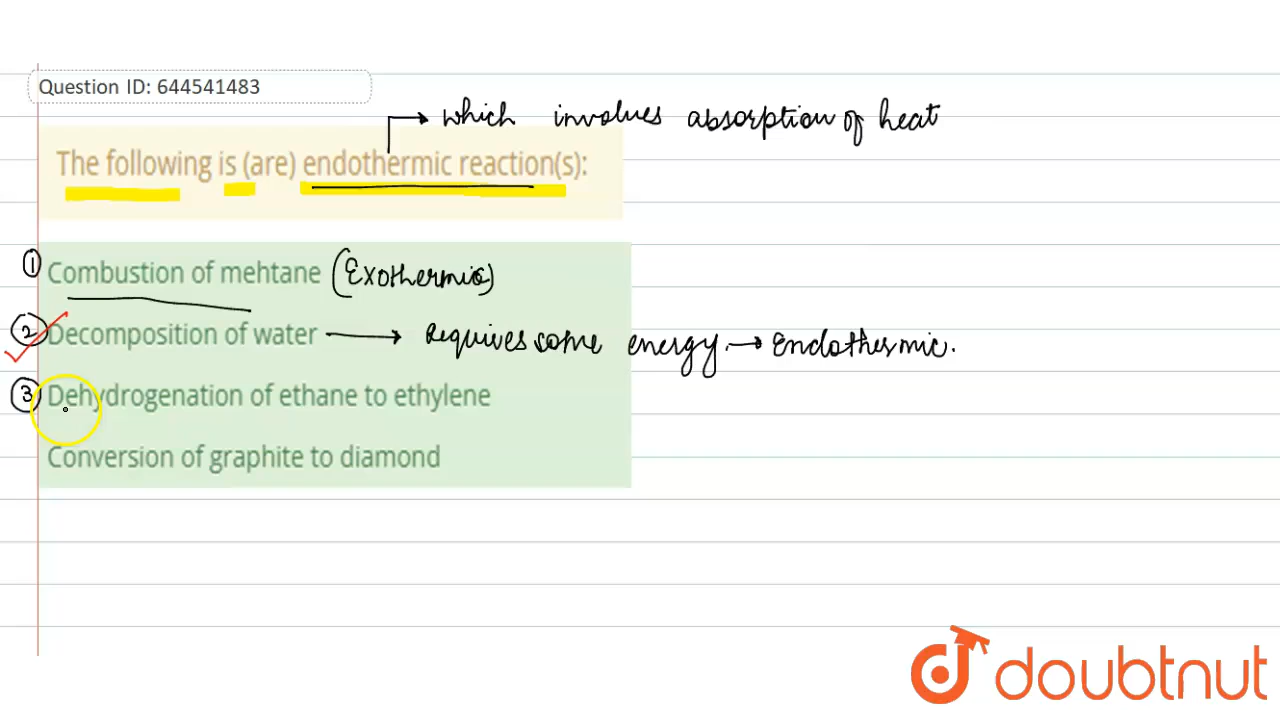 Question ID: 644541483
which involves absorption of heat
The following is (are) endothermic reaction(s):
① Combustion of mehtane (Exothermic)
② Decomposition of water → Requires some energy. → Endothermic.
③ Dehydrogenation of ethane to ethylene
Conversion of graphite to diamond
doubtnut